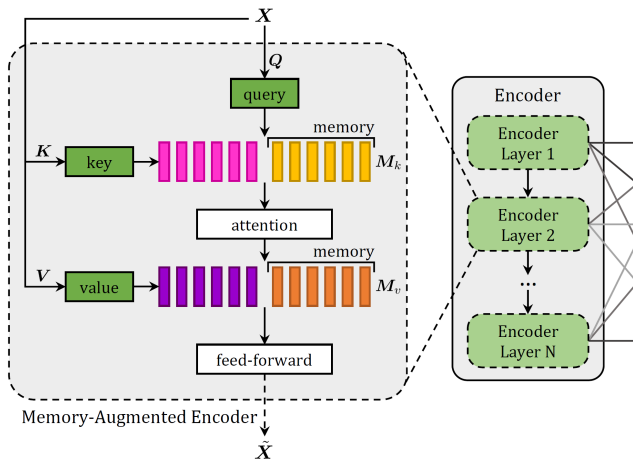 X
Q
query
memory
K
key
M_k
attention
memory
V
value
M_v
feed-forward
Memory-Augmented Encoder
X̃
Encoder
Encoder
Layer 1
Encoder
Layer 2
...
Encoder
Layer N